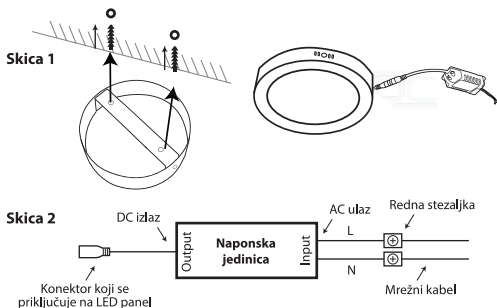 Skica 1
Skica 2
DC izlaz
AC ulaz
Redna stezaljka
Output
Naponska
jedinica
Input
L
N
Konektor koji se
priključuje na LED panel
Mrežni kabel